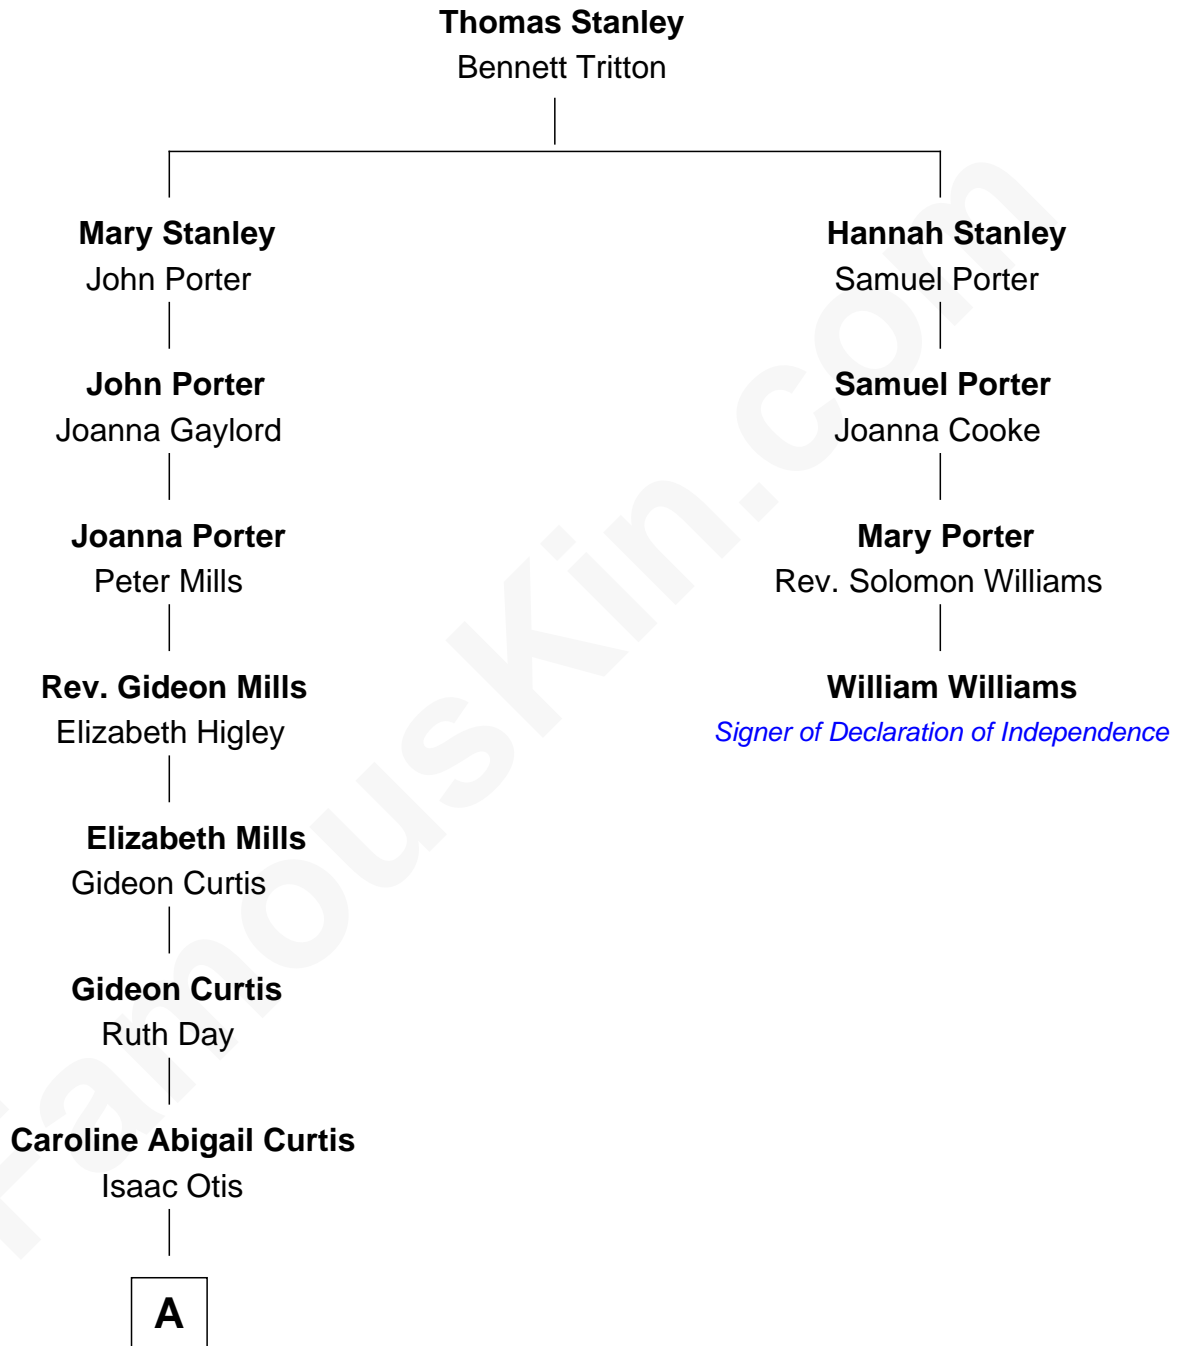 Thomas Stanley
Bennett Tritton
Mary Stanley
John Porter
Hannah Stanley
Samuel Porter
John Porter
Joanna Gaylord
Samuel Porter
Joanna Cooke
Joanna Porter
Peter Mills
Mary Porter
Rev. Solomon Williams
Rev. Gideon Mills
Elizabeth Higley
William Williams
Signer of Declaration of Independence
Elizabeth Mills
Gideon Curtis
Gideon Curtis
Ruth Day
Caroline Abigail Curtis
Isaac Otis
A
FamousKin.com